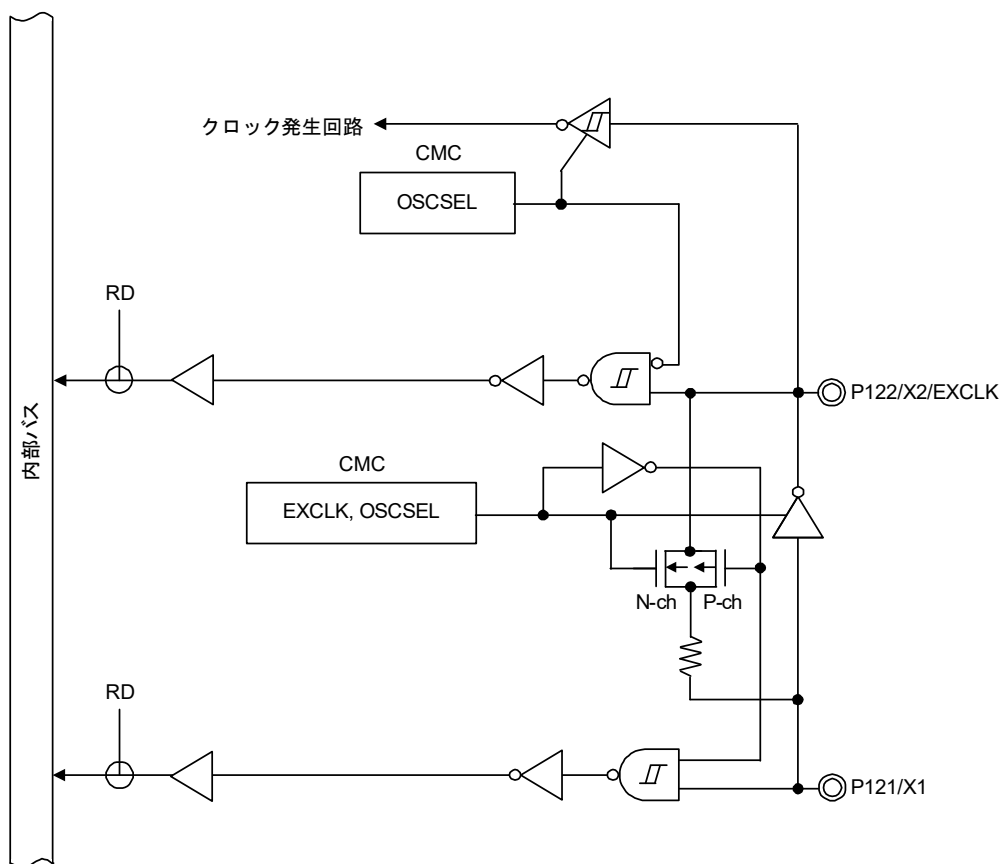 クロック発生回路
CMC
OSCSEL
RD
P122/X2/EXCLK
内部バス
CMC
EXCLK, OSCSEL
N-ch
P-ch
RD
P121/X1